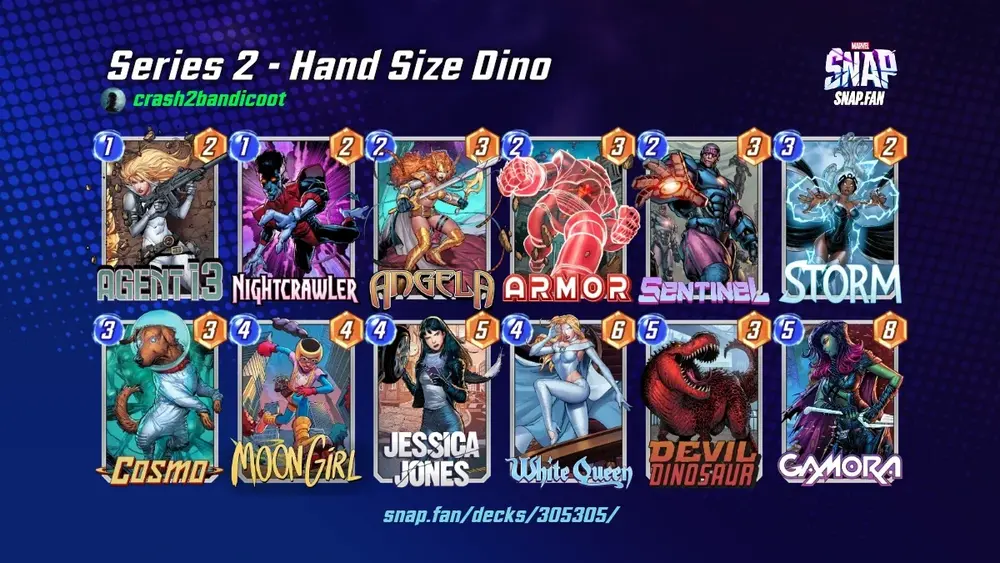 Series 2 - Hand Size Dino
crash2bandicoot
MARVEL
SNAP
SNAP.FAN
1 2 1 2 2 3 2 3 2 3 3 2
AGENT 13 NIGHTCRAWLER ANGELA ARMOR SENTINEL STORM
3 3 4 4 4 5 4 6 5 3 5 8
COSMO MOON GIRL JESSICA JONES White Queen DEVIL DINOSAUR GAMORA
snap.fan/decks/305305/